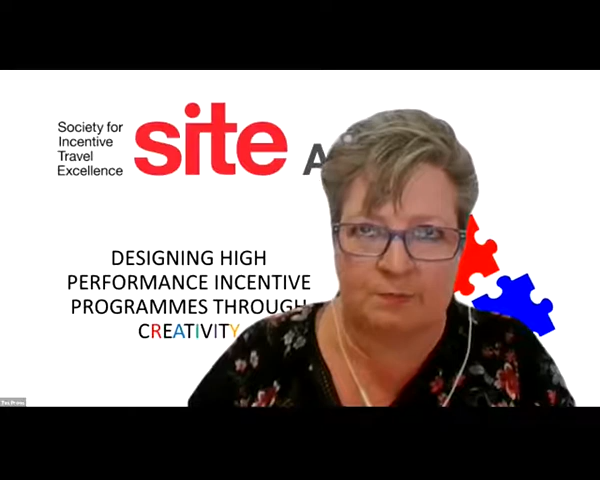 Society for
Incentive
Travel
Excellence
site
A
DESIGNING HIGH
PERFORMANCE INCENTIVE
PROGRAMMES THROUGH
CREATIVITY